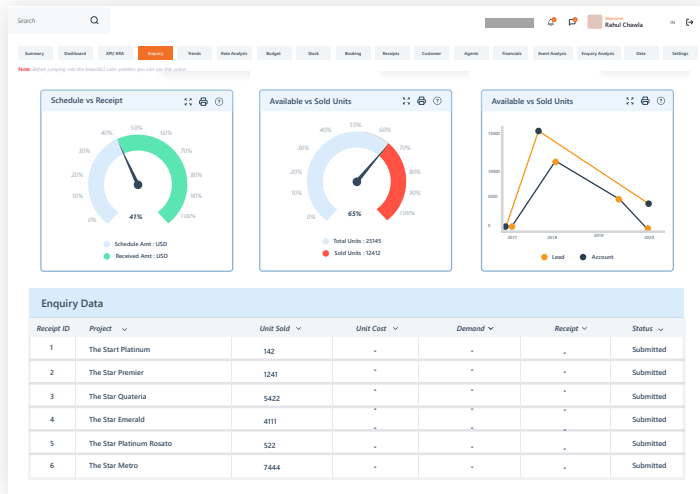 Search
Welcome,
Rahul Chawla
IN
Summary Dashboard KPI/ KRA Enquiry Trends Rate Analysis Budget Stock Booking Receipts Customer Agents Financials Event Analysis Enquiry Analysis Data Settings
Note: Before jumping into the beautiful color palettes you can use this select
Schedule vs Receipt
0%
10%
20%
30%
40%
50%
60%
70%
80%
90%
100%
41%
Schedule Amt : USD
Received Amt : USD
Available vs Sold Units
0%
10%
20%
30%
40%
10%
60%
70%
80%
90%
100%
65%
Total Units : 23145
Sold Units : 12412
Available vs Sold Units
15000
10000
5000
0
2017 2018 2019 2020
Lead Account
Enquiry Data
Receipt ID Project Unit Sold Unit Cost Demand Receipt Status
1 The Start Platinum 142 - - - Submitted
2 The Star Premier 1241 - - - Submitted
3 The Star Quateria 5422 - - - Submitted
4 The Star Emerald 4111 - - - Submitted
5 The Star Platinum Rosato 522 - - - Submitted
6 The Star Metro 7444 - - - Submitted